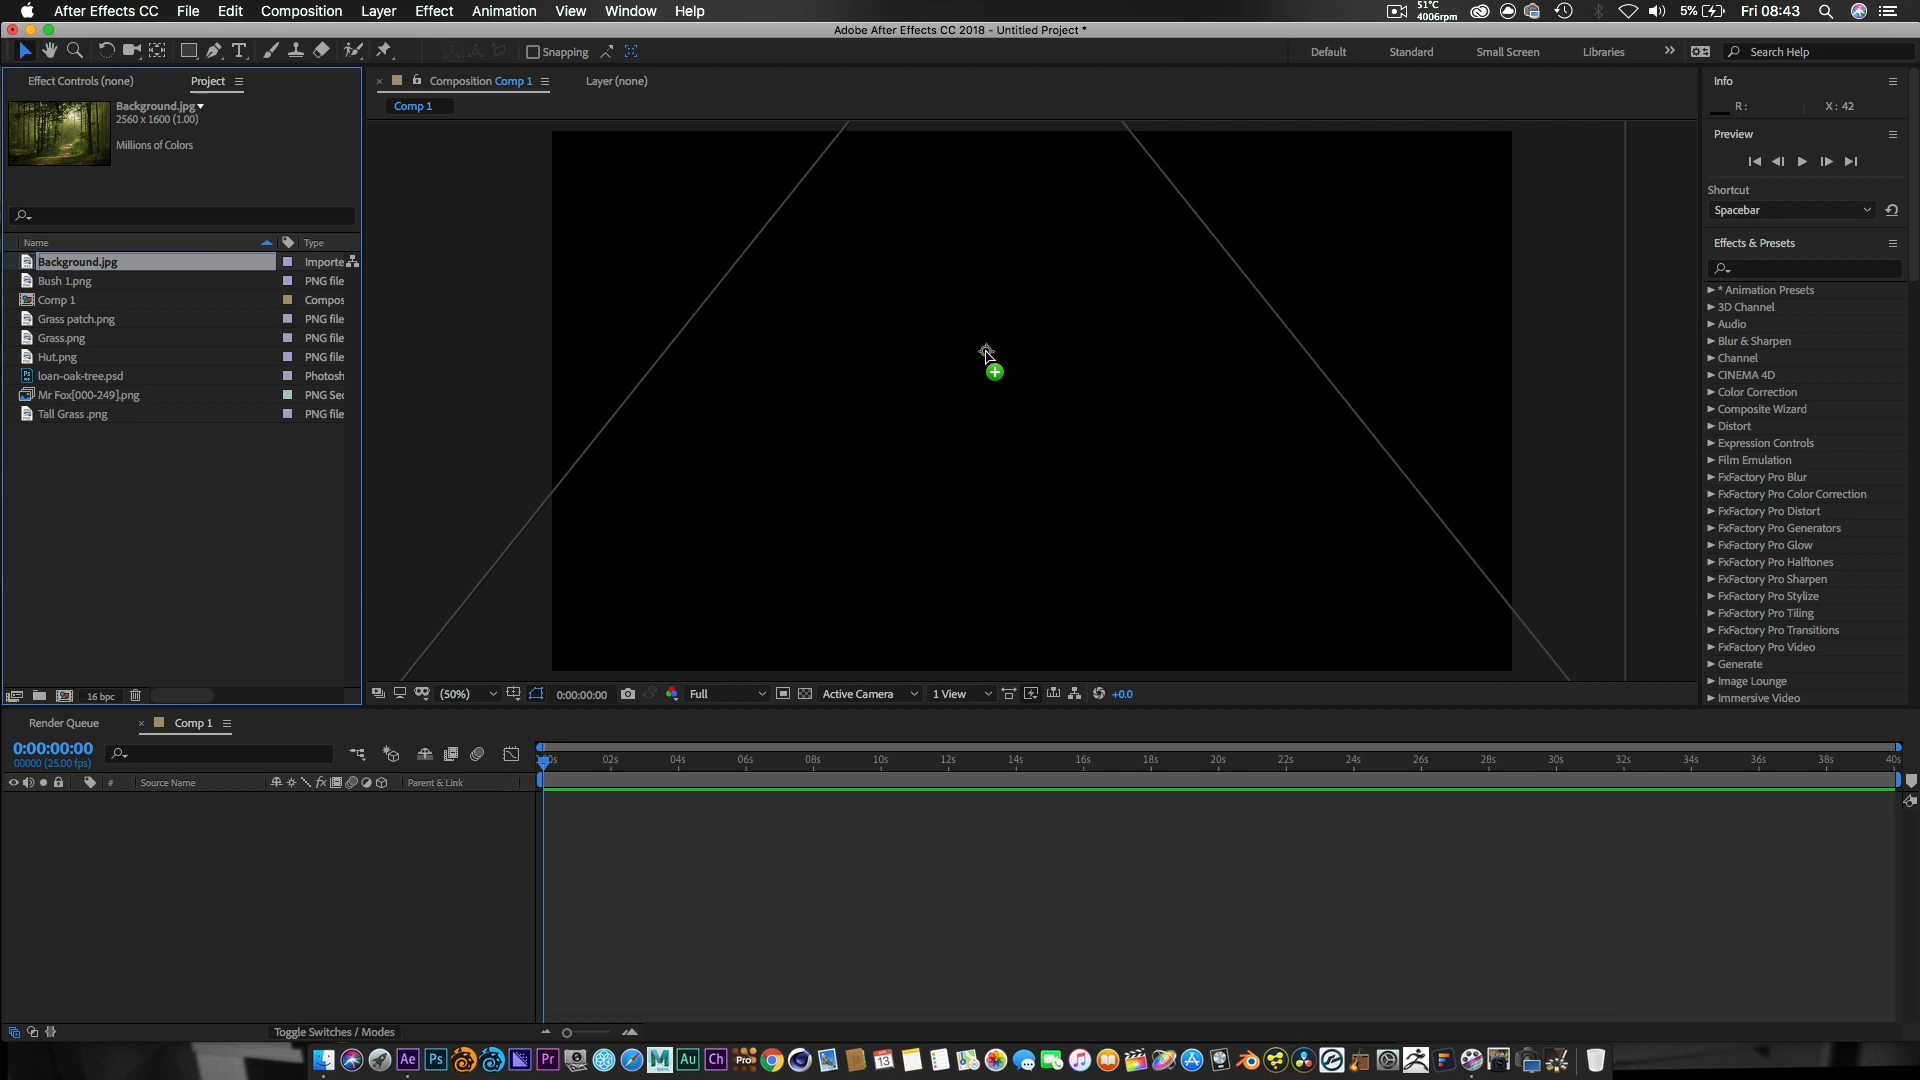 After Effects CC File Edit Composition Layer Effect Animation View Window Help
51°C
4006rpm
5% Fri 08:43
Adobe After Effects CC 2018 - Untitled Project *
Snapping
Default Standard Small Screen Libraries Search Help
Effect Controls (none) Project
Composition Comp 1 Layer (none)
Comp 1
Background.jpg
2560 x 1600 (1.00)
Millions of Colors
Name Type
Background.jpg Importe
Bush 1.png PNG file
Comp 1 Compos
Grass patch.png PNG file
Grass.png PNG file
Hut.png PNG file
loan-oak-tree.psd Photosh
Mr Fox[000-249].png PNG Sec
Tall Grass .png PNG file
16 bpc
(50%) 0:00:00:00 Full Active Camera 1 View +0.0
Info
R: X: 42
Preview
Shortcut
Spacebar
Effects & Presets
* Animation Presets
3D Channel
Audio
Blur & Sharpen
Channel
CINEMA 4D
Color Correction
Composite Wizard
Distort
Expression Controls
Film Emulation
FxFactory Pro Blur
FxFactory Pro Color Correction
FxFactory Pro Distort
FxFactory Pro Generators
FxFactory Pro Glow
FxFactory Pro Halftones
FxFactory Pro Sharpen
FxFactory Pro Stylize
FxFactory Pro Tiling
FxFactory Pro Transitions
FxFactory Pro Video
Generate
Image Lounge
Immersive Video
Render Queue Comp 1
0:00:00:00
00000 (25.00 fps)
# Source Name fx Parent & Link
02s 04s 06s 08s 10s 12s 14s 16s 18s 20s 22s 24s 26s 28s 30s 32s 34s 36s 38s 40s
Toggle Switches / Modes
Ae Ps Pr M Au Ch Pro 13